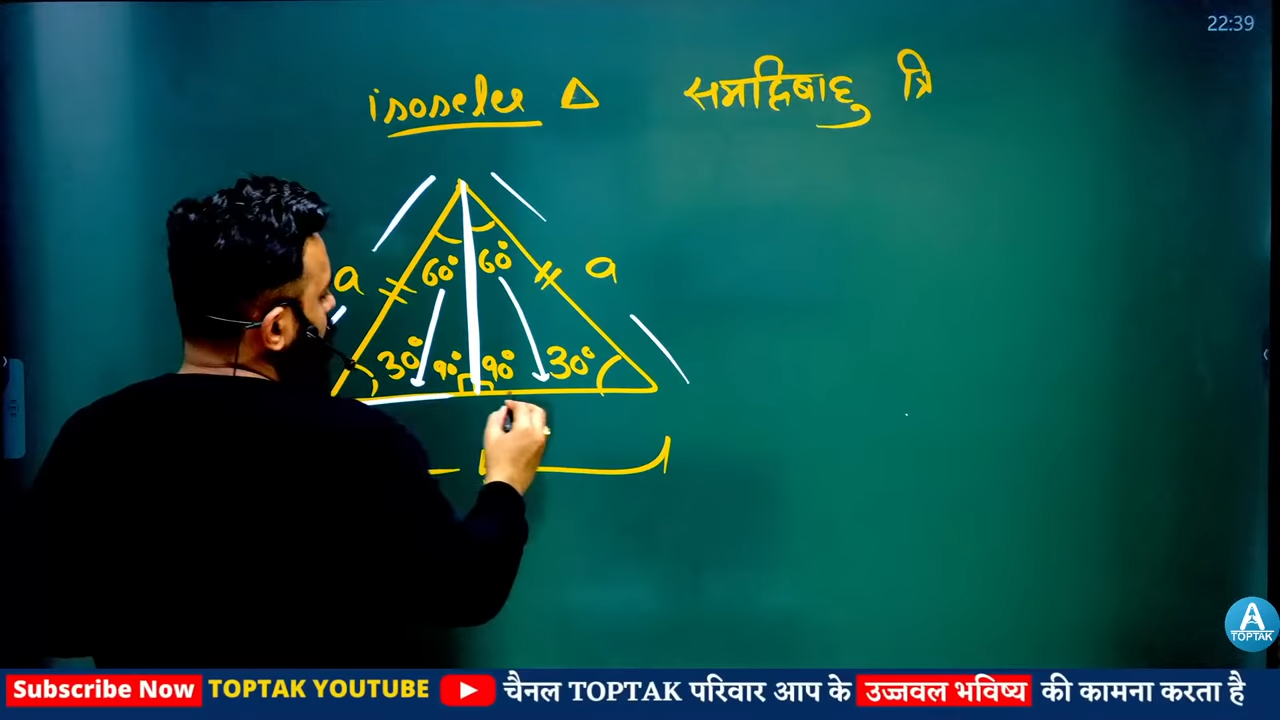 22:39
isoseles Δ समद्विबाहु त्रि
a 60° 60° a
30° 90° 90° 30°
A
TOPTAK
Subscribe Now TOPTAK YOUTUBE चैनल TOPTAK परिवार आप के उज्जवल भविष्य की कामना करता है